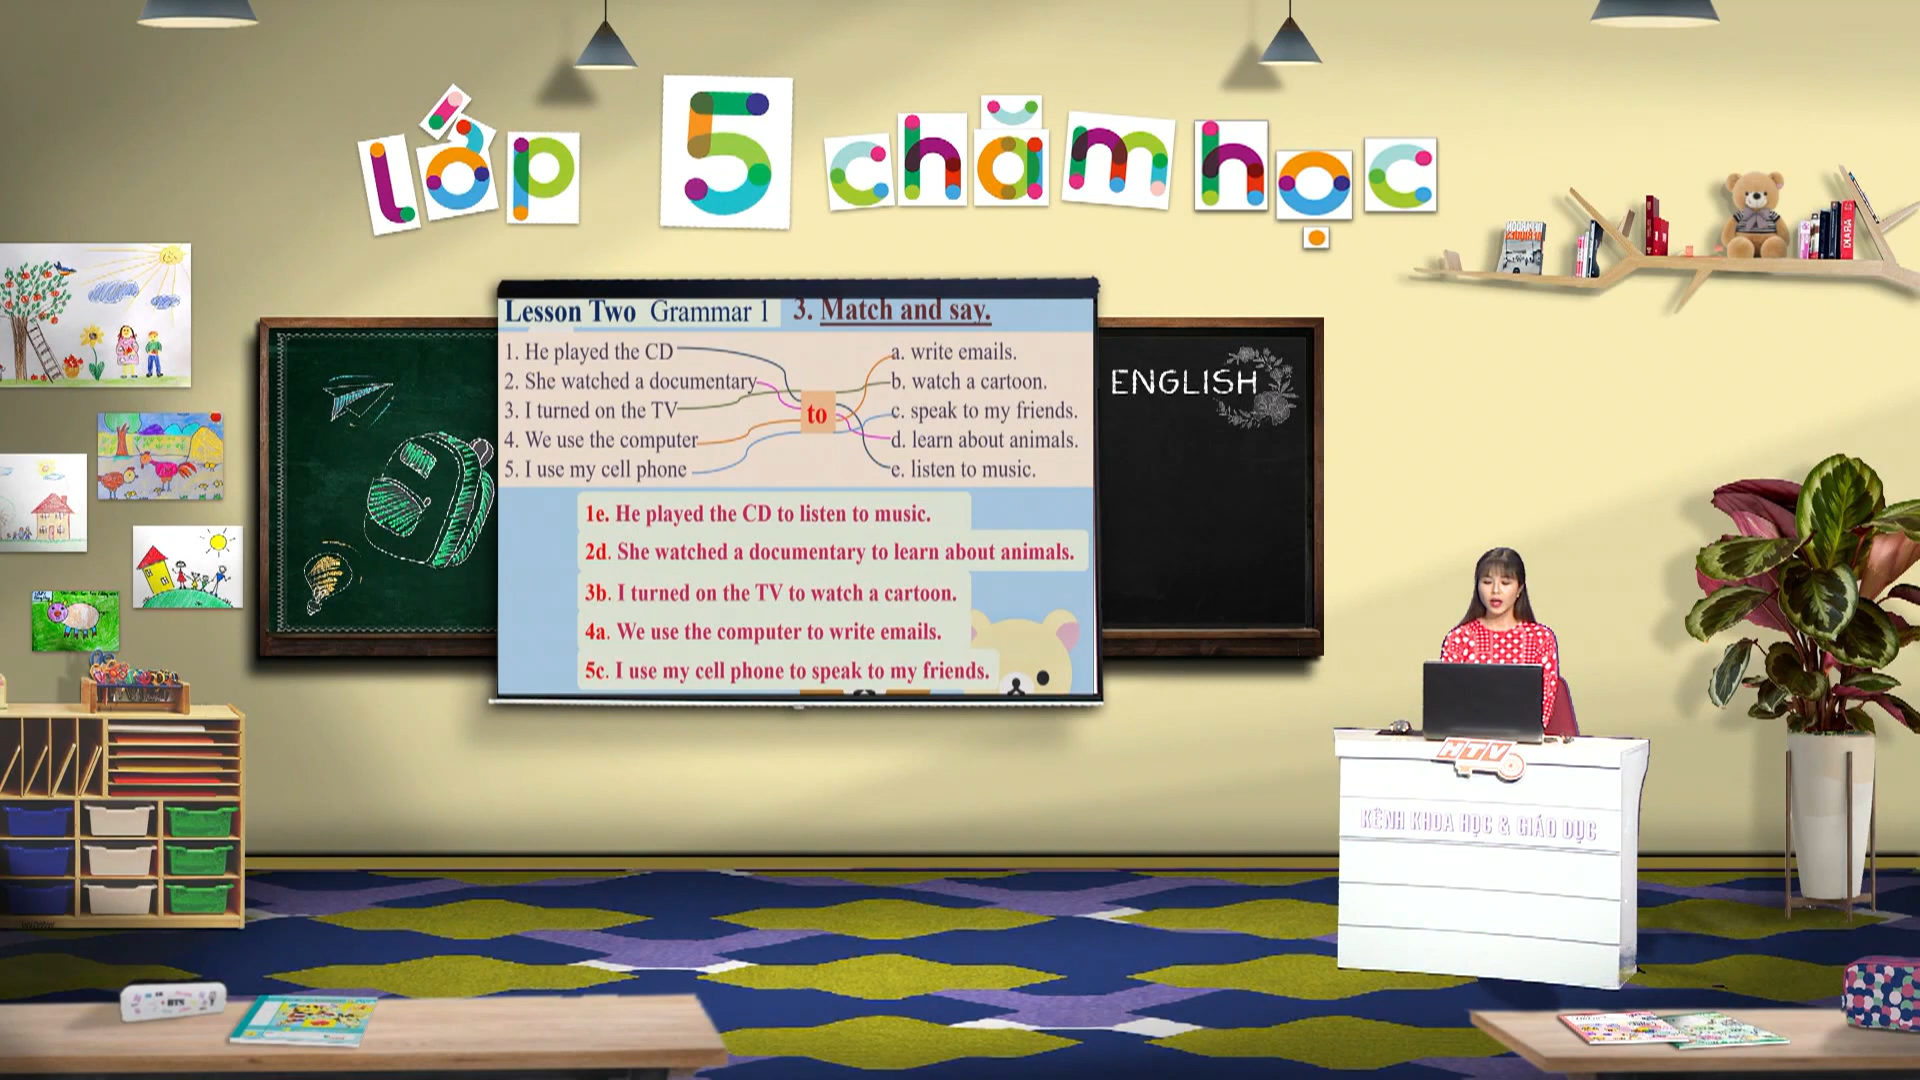 lớp 5 chăm học
Lesson Two Grammar 1 3. Match and say.
1. He played the CD
2. She watched a documentary
3. I turned on the TV
4. We use the computer
5. I use my cell phone
to
a. write emails.
b. watch a cartoon.
c. speak to my friends.
d. learn about animals.
e. listen to music.
1e. He played the CD to listen to music.
2d. She watched a documentary to learn about animals.
3b. I turned on the TV to watch a cartoon.
4a. We use the computer to write emails.
5c. I use my cell phone to speak to my friends.
ENGLISH
HTV
KÊNH KHOA HỌC & GIÁO DỤC